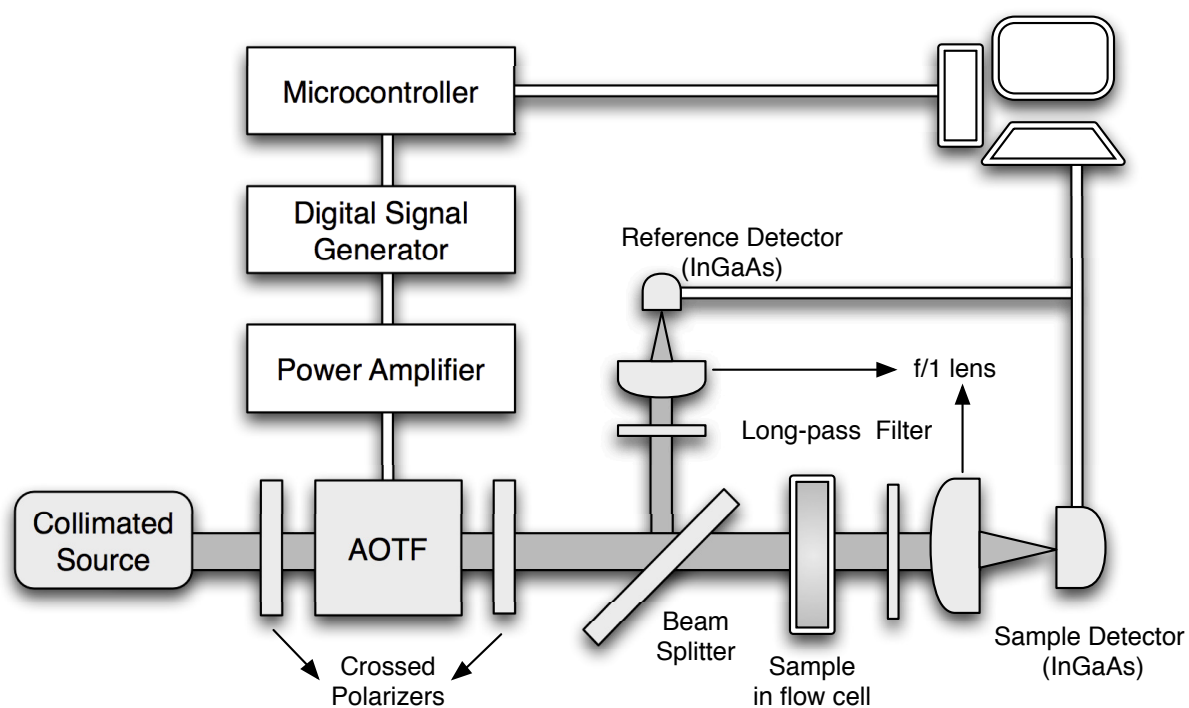 Microcontroller
Digital Signal
Generator
Power Amplifier
Reference Detector
(InGaAs)
f/1 lens
Long-pass Filter
Collimated
Source
AOTF
Crossed
Polarizers
Beam
Splitter
Sample
in flow cell
Sample Detector
(InGaAs)